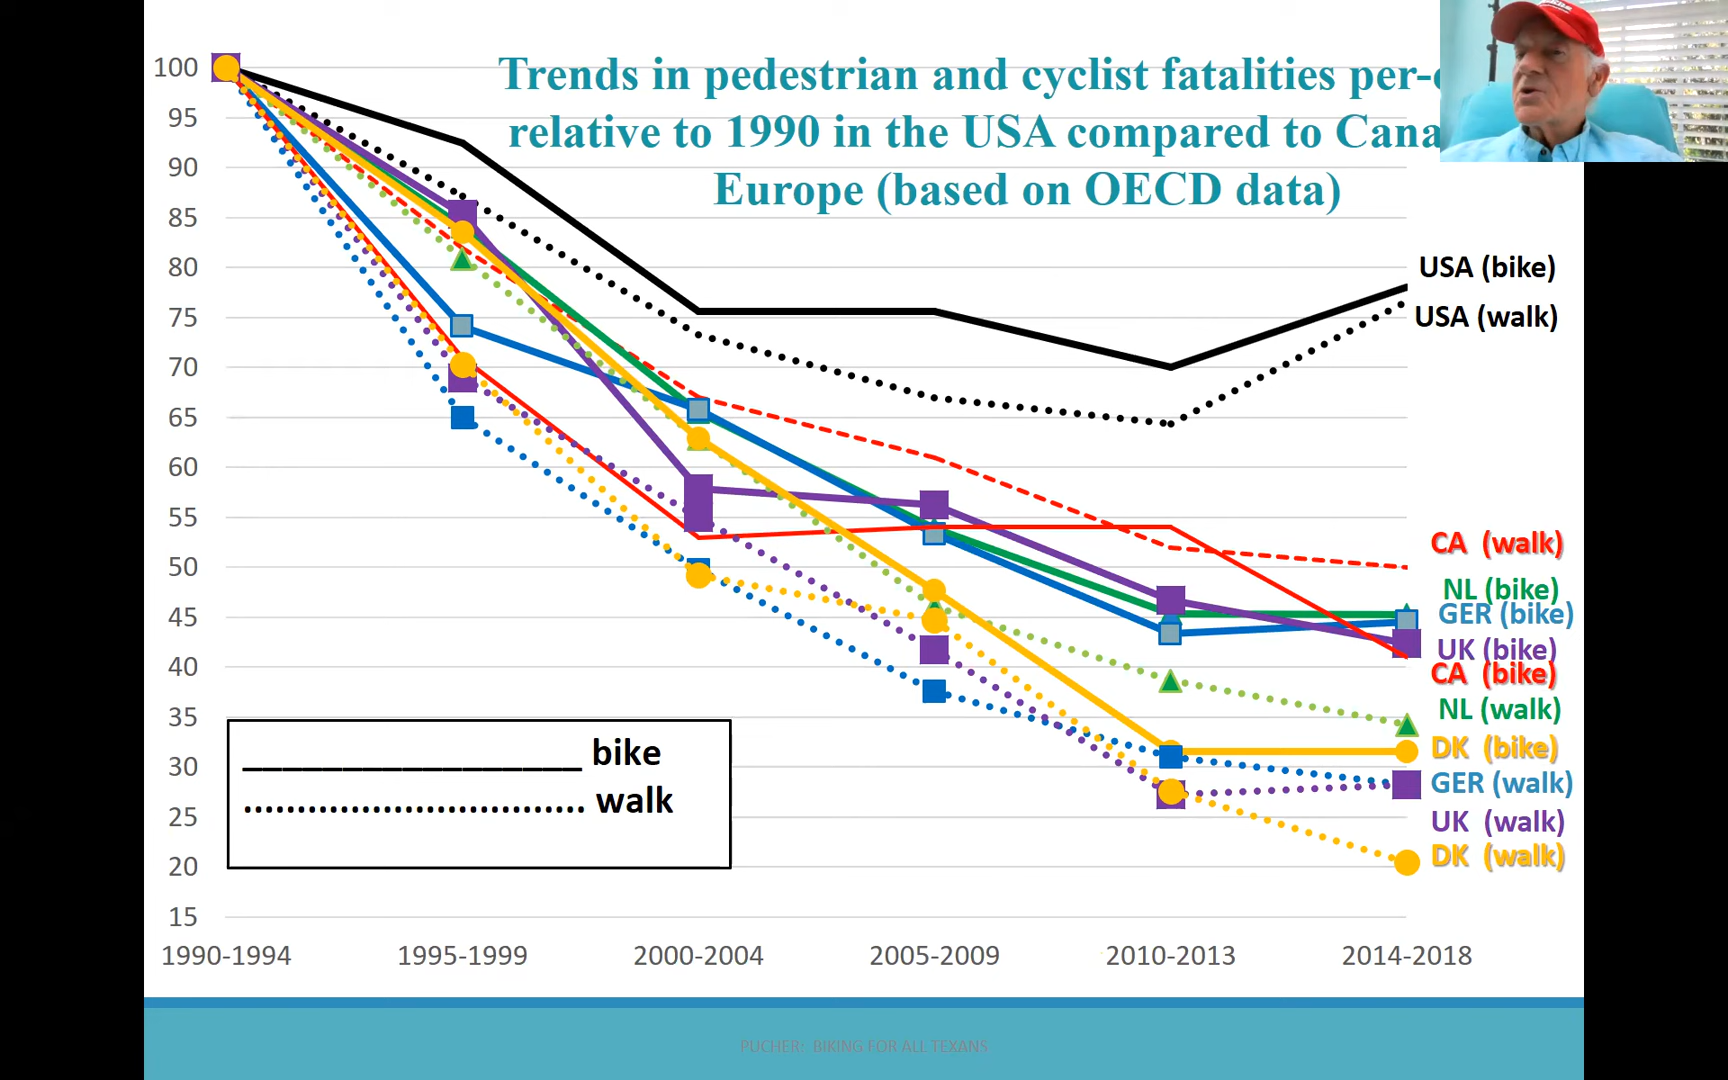 Trends in pedestrian and cyclist fatalities
relative to 1990 in the USA compared to
Europe (based on OECD data)
100
95
90
85
80
75
70
65
60
55
50
45
40
35
30
25
20
15
1990-1994
1995-1999
2000-2004
2005-2009
2010-2013
2014-2018
USA (bike)
USA (walk)
CA (walk)
NL (bike)
GER (bike)
UK (bike)
CA (bike)
NL (walk)
DK (bike)
GER (walk)
UK (walk)
DK (walk)
bike
walk
PUCHER: BIKING FOR ALL TEXANS